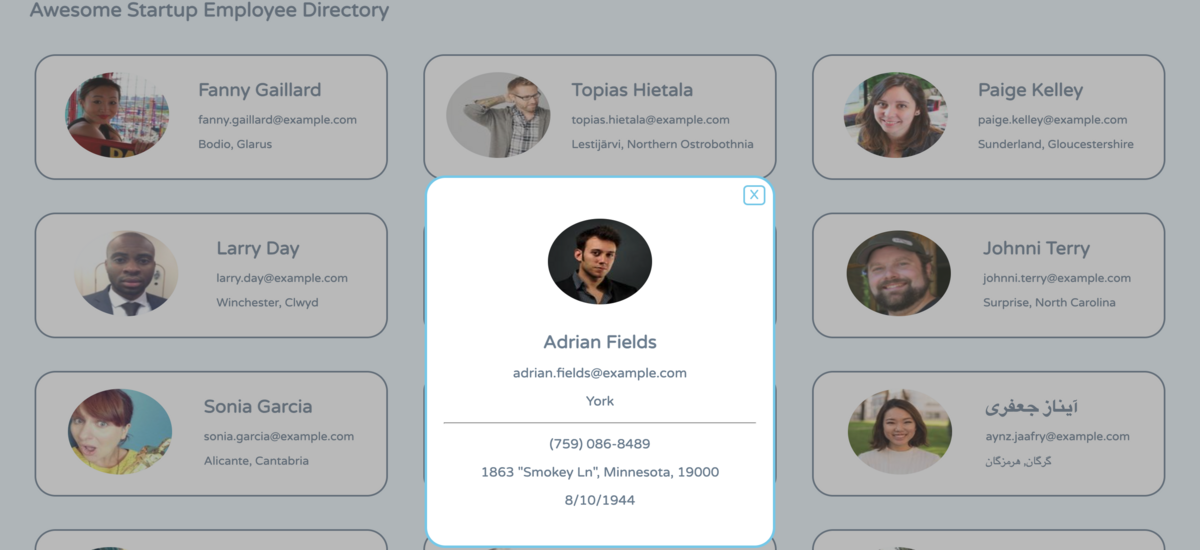 Awesome Startup Employee Directory
Fanny Gaillard
fanny.gaillard@example.com
Bodio, Glarus
Topias Hietala
topias.hietala@example.com
Lestijärvi, Northern Ostrobothnia
Paige Kelley
paige.kelley@example.com
Sunderland, Gloucestershire
Larry Day
larry.day@example.com
Winchester, Clwyd
X
Adrian Fields
adrian.fields@example.com
York
(759) 086-8489
1863 "Smokey Ln", Minnesota, 19000
8/10/1944
Johnni Terry
johnni.terry@example.com
Surprise, North Carolina
Sonia Garcia
sonia.garcia@example.com
Alicante, Cantabria
آیناز جعفری
aynz.jaafry@example.com
گرگان, هرمزگان